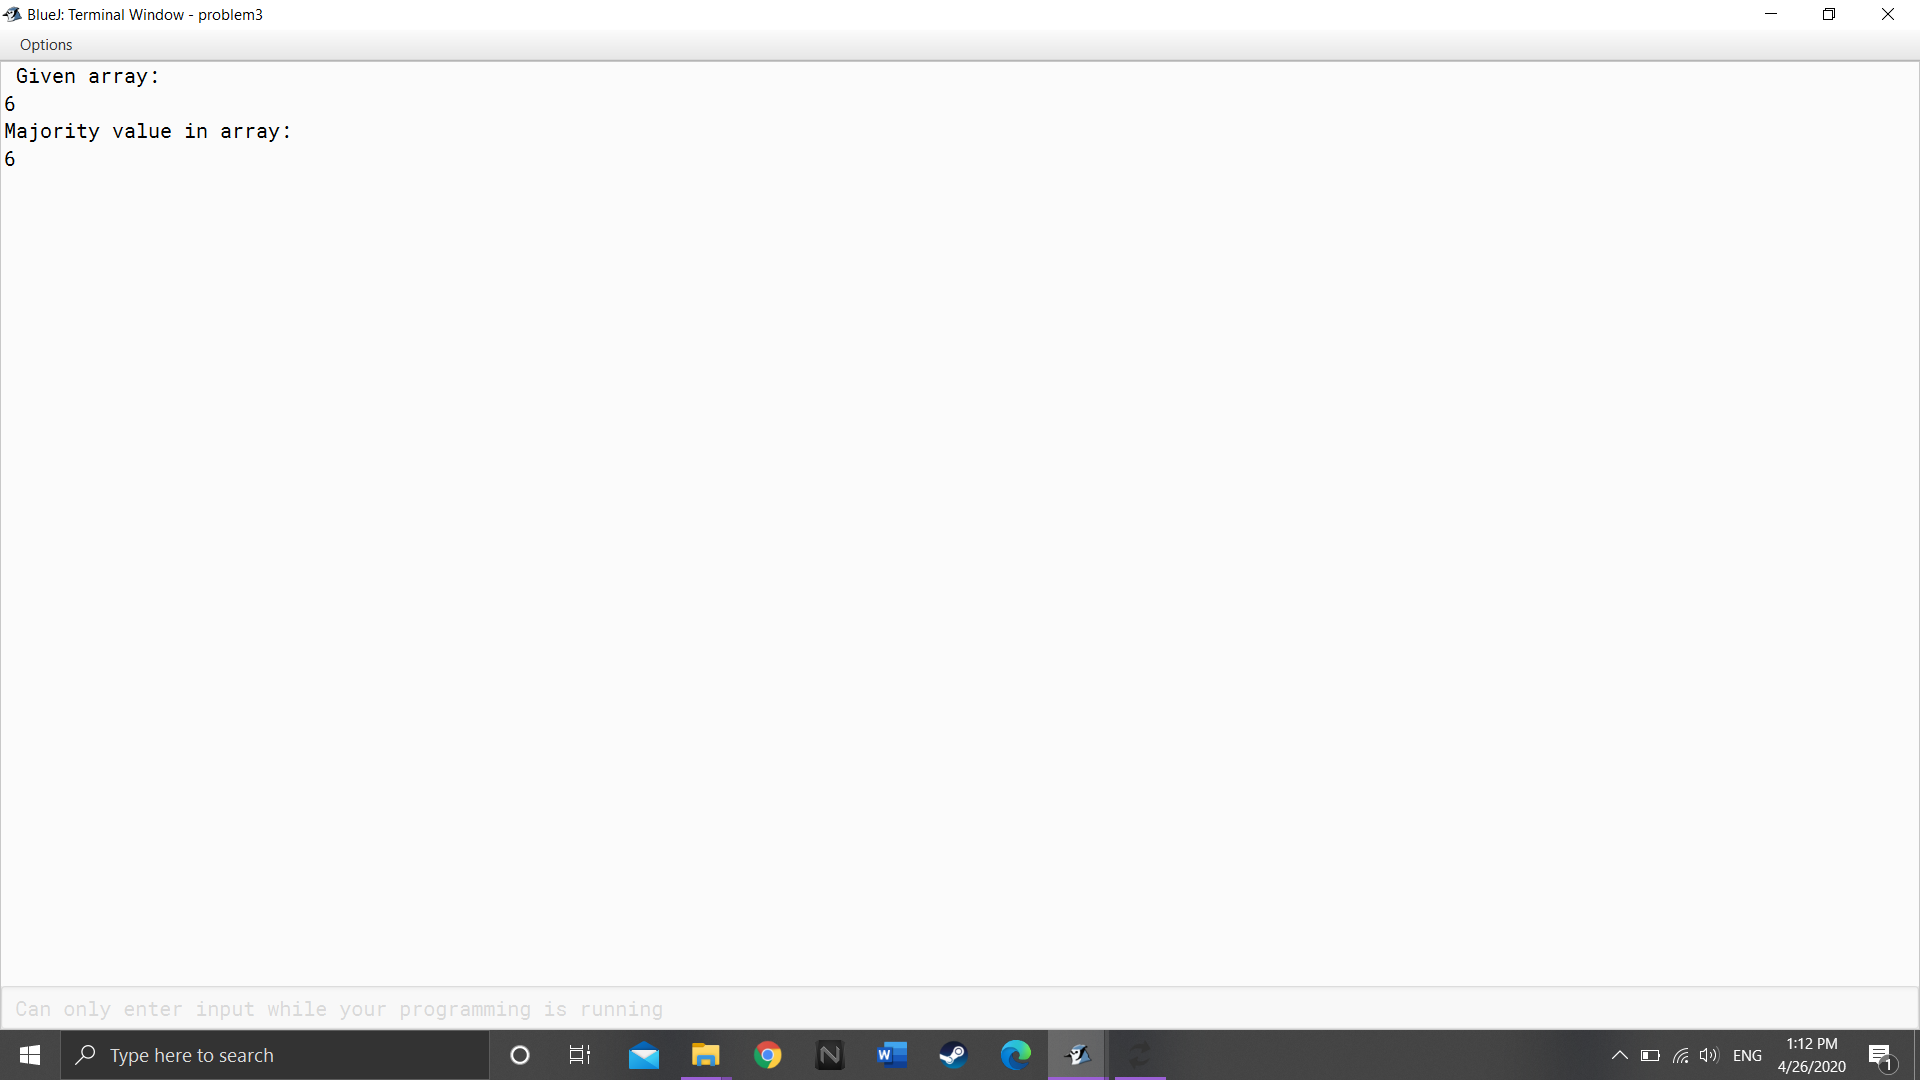 BlueJ: Terminal Window - problem3
Options
Given array:
6
Majority value in array:
6
Can only enter input while your programming is running
Type here to search
N
W
ENG
1:12 PM
4/26/2020
1